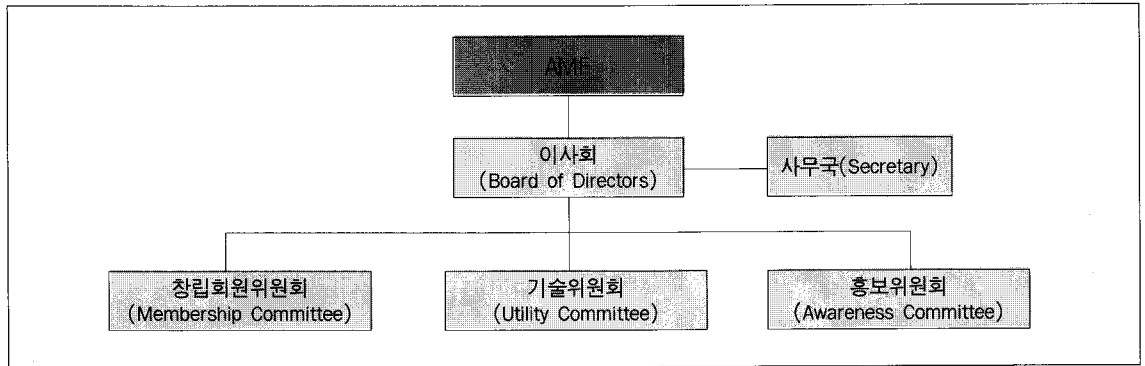 AMF
이사회
(Board of Directors)
사무국(Secretary)
창립회원위원회
(Membership Committee)
기술위원회
(Utility Committee)
홍보위원회
(Awareness Committee)